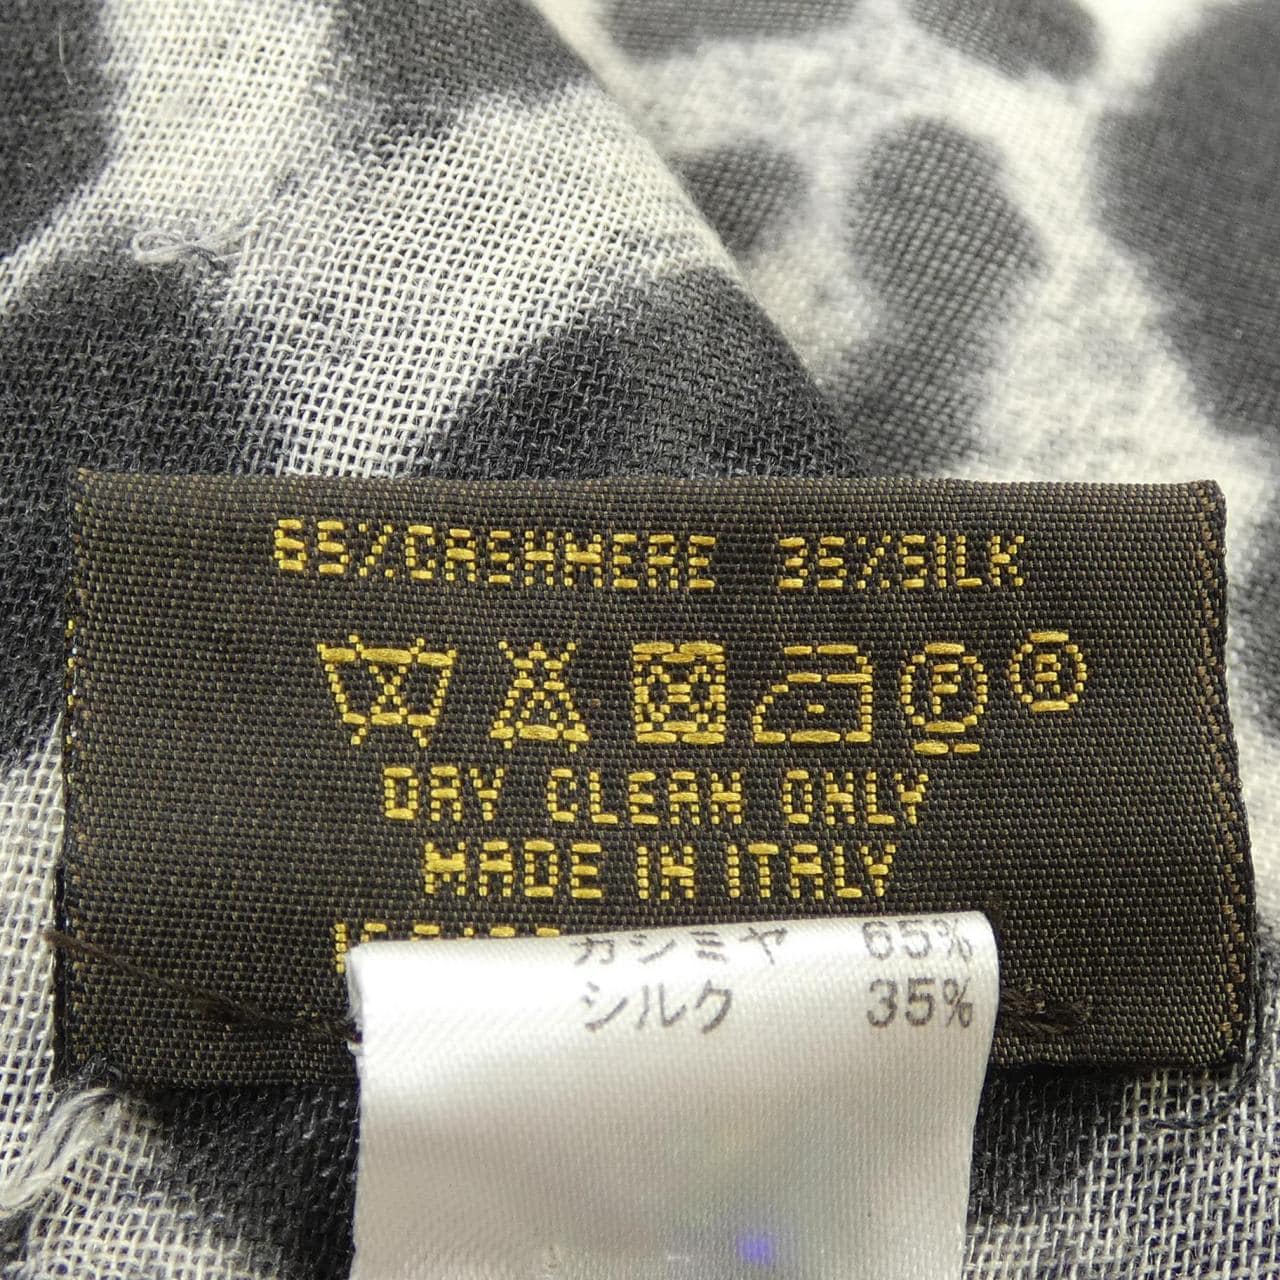 65%CASHMERE 35%SILK
P R
DRY CLEAN ONLY
MADE IN ITALY
カシミヤ 65%
シルク 35%